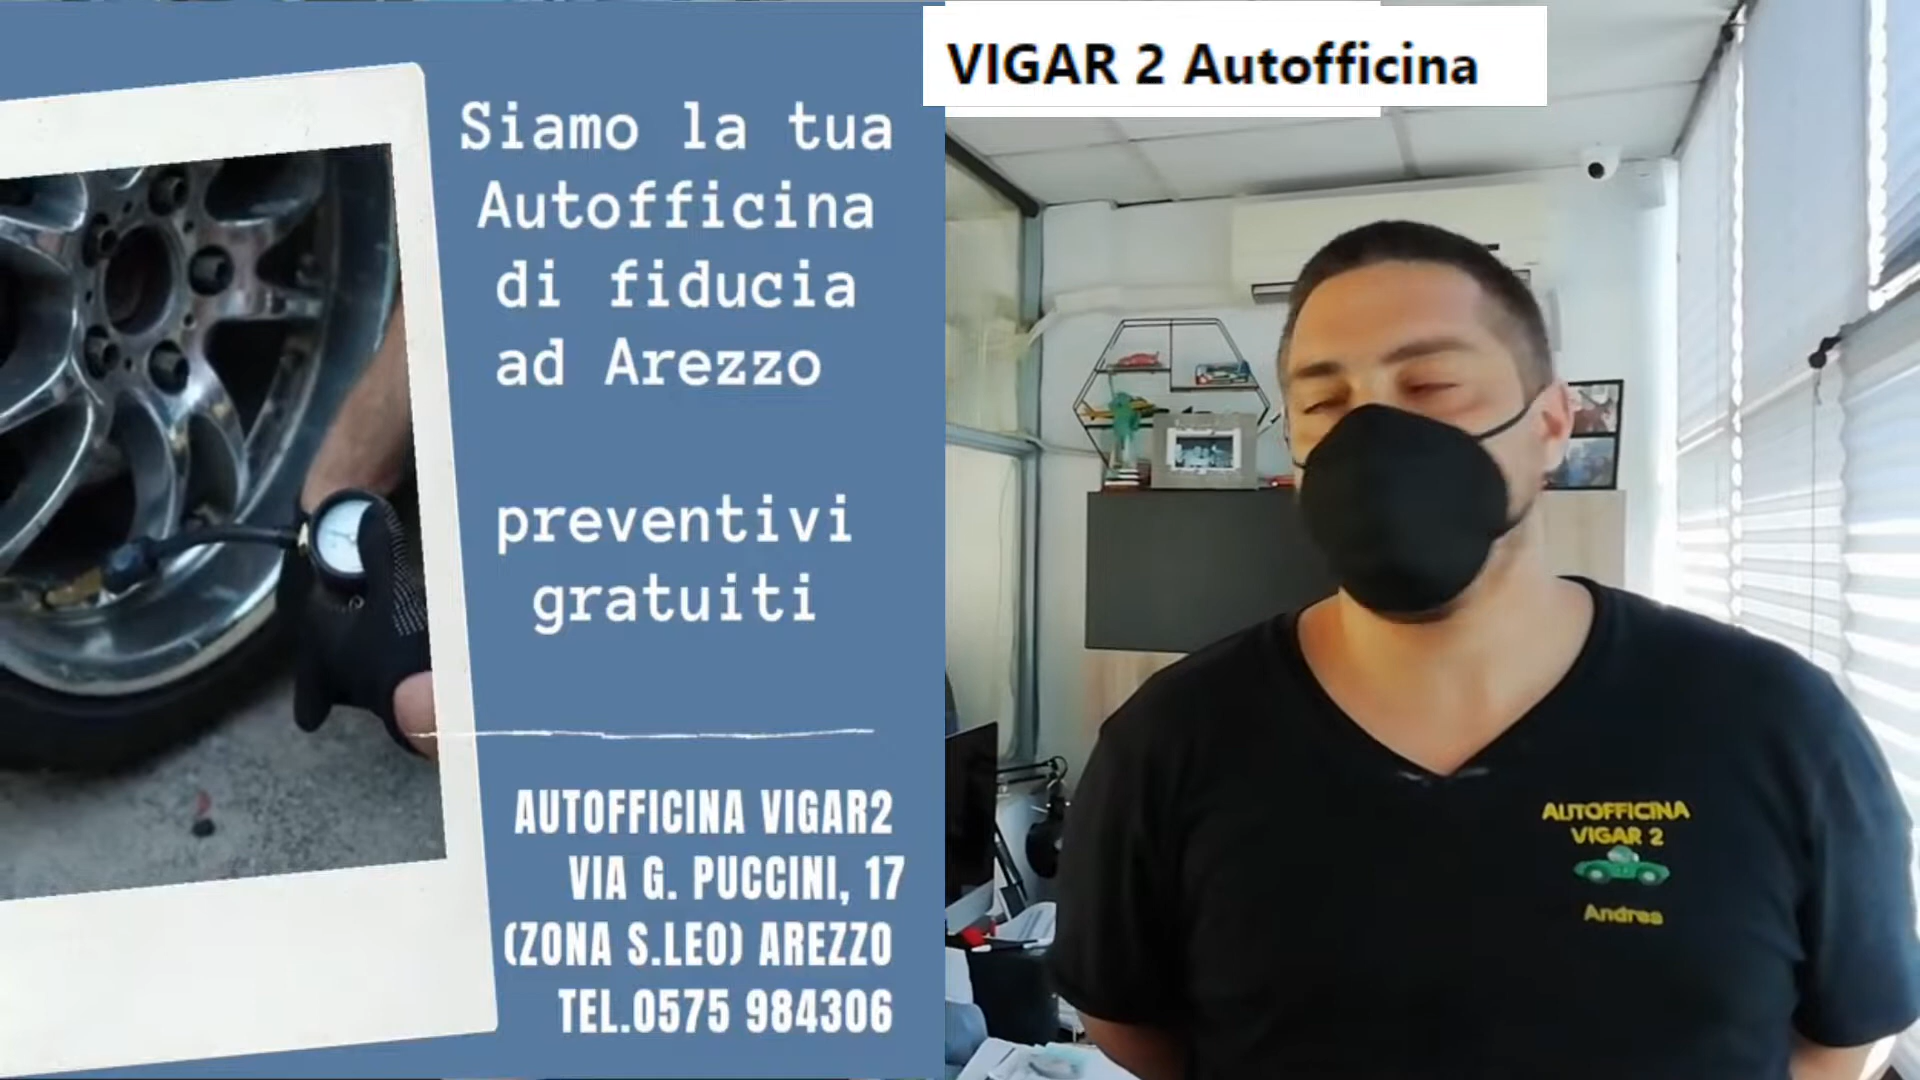 Siamo la tua
Autofficina
di fiducia
ad Arezzo
preventivi
gratuiti
AUTOFFICINA VIGAR2
VIA G. PUCCINI, 17
(ZONA S.LEO) AREZZO
TEL.0575 984306
VIGAR 2 Autofficina
AUTOFFICINA
VIGAR 2
Andrea